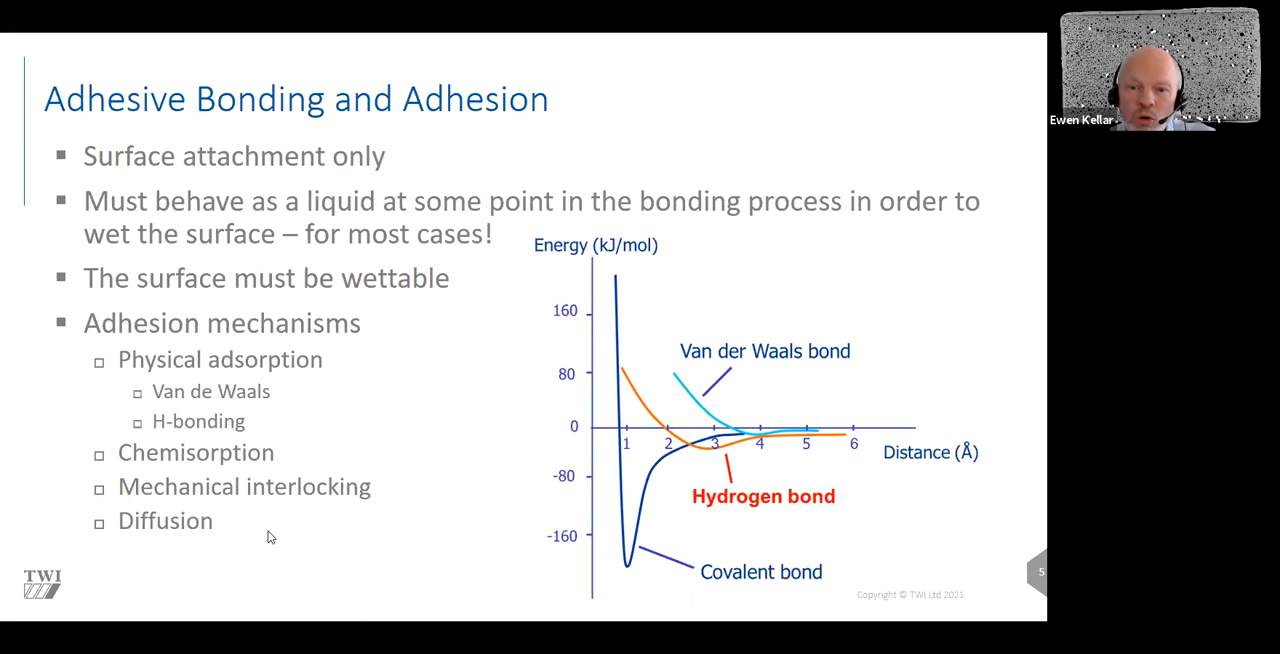 Adhesive Bonding and Adhesion
Surface attachment only
Must behave as a liquid at some point in the bonding process in order to
wet the surface – for most cases!
The surface must be wettable
Adhesion mechanisms
Physical adsorption
Van de Waals
H-bonding
Chemisorption
Mechanical interlocking
Diffusion
Energy (kJ/mol)
160
80
0
-80
-160
1 2 3 4 5 6
Distance (Å)
Van der Waals bond
Hydrogen bond
Covalent bond
TWI
Copyright © TWI Ltd 2021
5
Ewen Kellar